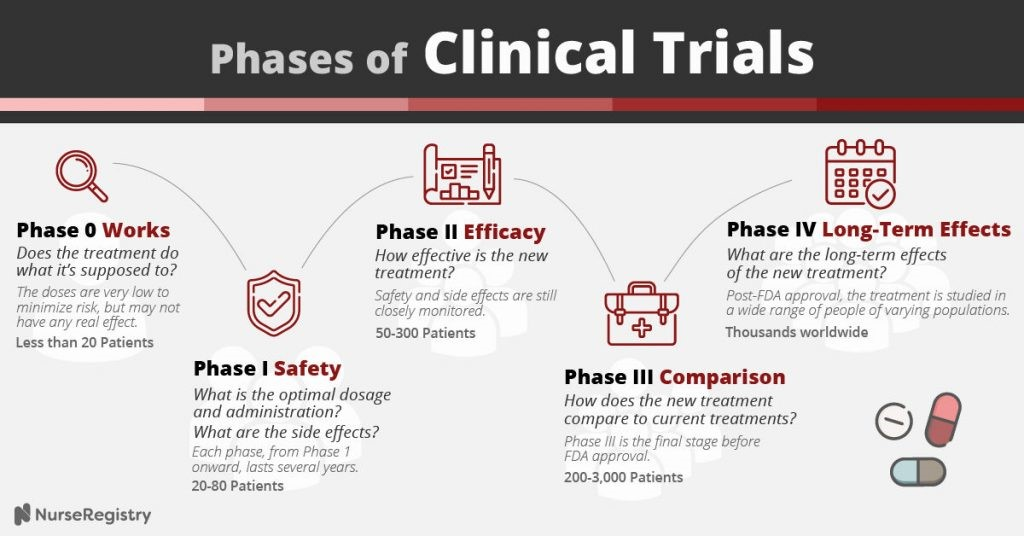 Phases of Clinical Trials
Phase 0 Works
Does the treatment do
what it’s supposed to?
The doses are very low to
minimize risk, but may not
have any real effect.
Less than 20 Patients
Phase I Safety
What is the optimal dosage
and administration?
What are the side effects?
Each phase, from Phase 1
onward, lasts several years.
20-80 Patients
Phase II Efficacy
How effective is the new
treatment?
Safety and side effects are still
closely monitored.
50-300 Patients
Phase III Comparison
How does the new treatment
compare to current treatments?
Phase III is the final stage before
FDA approval.
200-3,000 Patients
Phase IV Long-Term Effects
What are the long-term effects
of the new treatment?
Post-FDA approval, the treatment is studied in
a wide range of people of varying populations.
Thousands worldwide
NurseRegistry